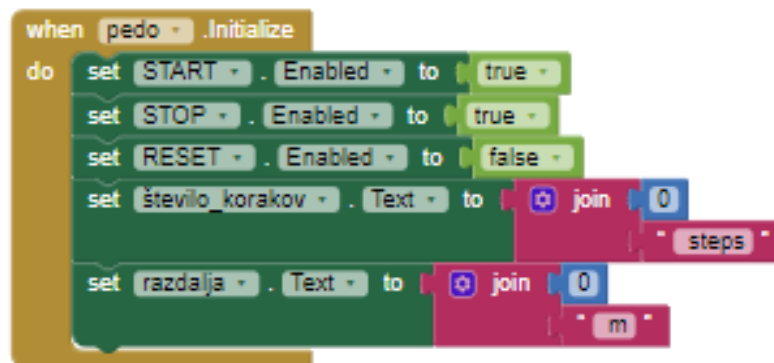 when pedo .Initialize
do set START . Enabled to true
set STOP . Enabled to true
set RESET . Enabled to false
set število_korakov . Text to join 0
" steps "
set razdalja . Text to join 0
" m "